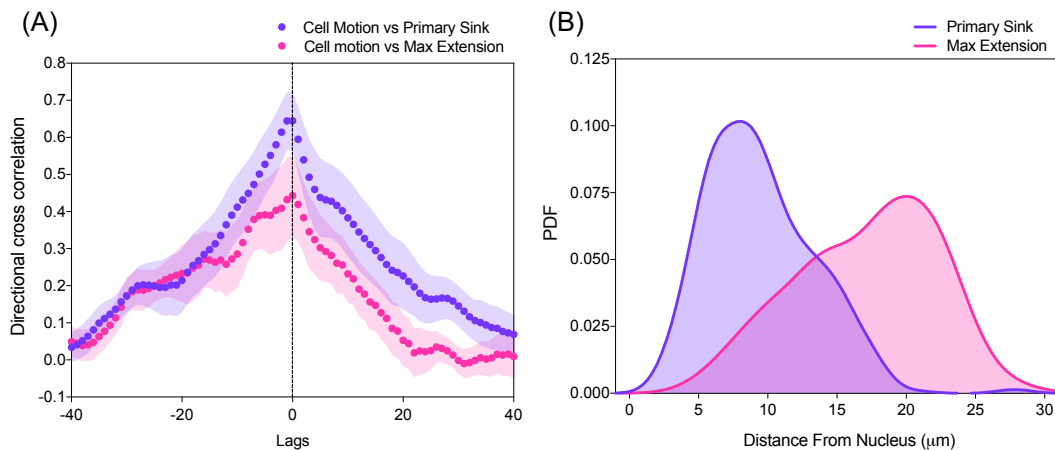 (A)
Cell Motion vs Primary Sink
Cell motion vs Max Extension
0.8
0.7
0.6
0.5
0.4
0.3
0.2
0.1
0.0
-0.1
Directional cross correlation
-40
-20
0
20
40
Lags
(B)
Primary Sink
Max Extension
0.125
0.100
0.075
0.050
0.025
0.000
PDF
0
5
10
15
20
25
30
Distance From Nucleus (μm)